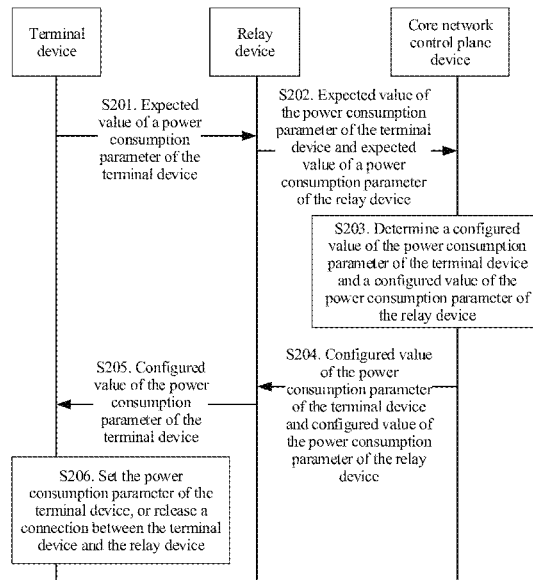 Terminal
device
Relay
device
Core network
control plane
device
S201. Expected
value of a power
consumption
parameter of the
terminal device
S202. Expected value of
the power consumption
parameter of the terminal
device and expected
value of a power
consumption parameter
of the relay device
S203. Determine a configured
value of the power consumption
parameter of the terminal device
and a configured value of the
power consumption parameter of
the relay device
S204. Configured value
of the power
consumption parameter
of the terminal device
and configured value of
the power consumption
parameter of the relay
device
S205. Configured
value of the power
consumption
parameter of the
terminal device
S206. Set the power
consumption parameter of the
terminal device, or release a
connection between the terminal
device and the relay device